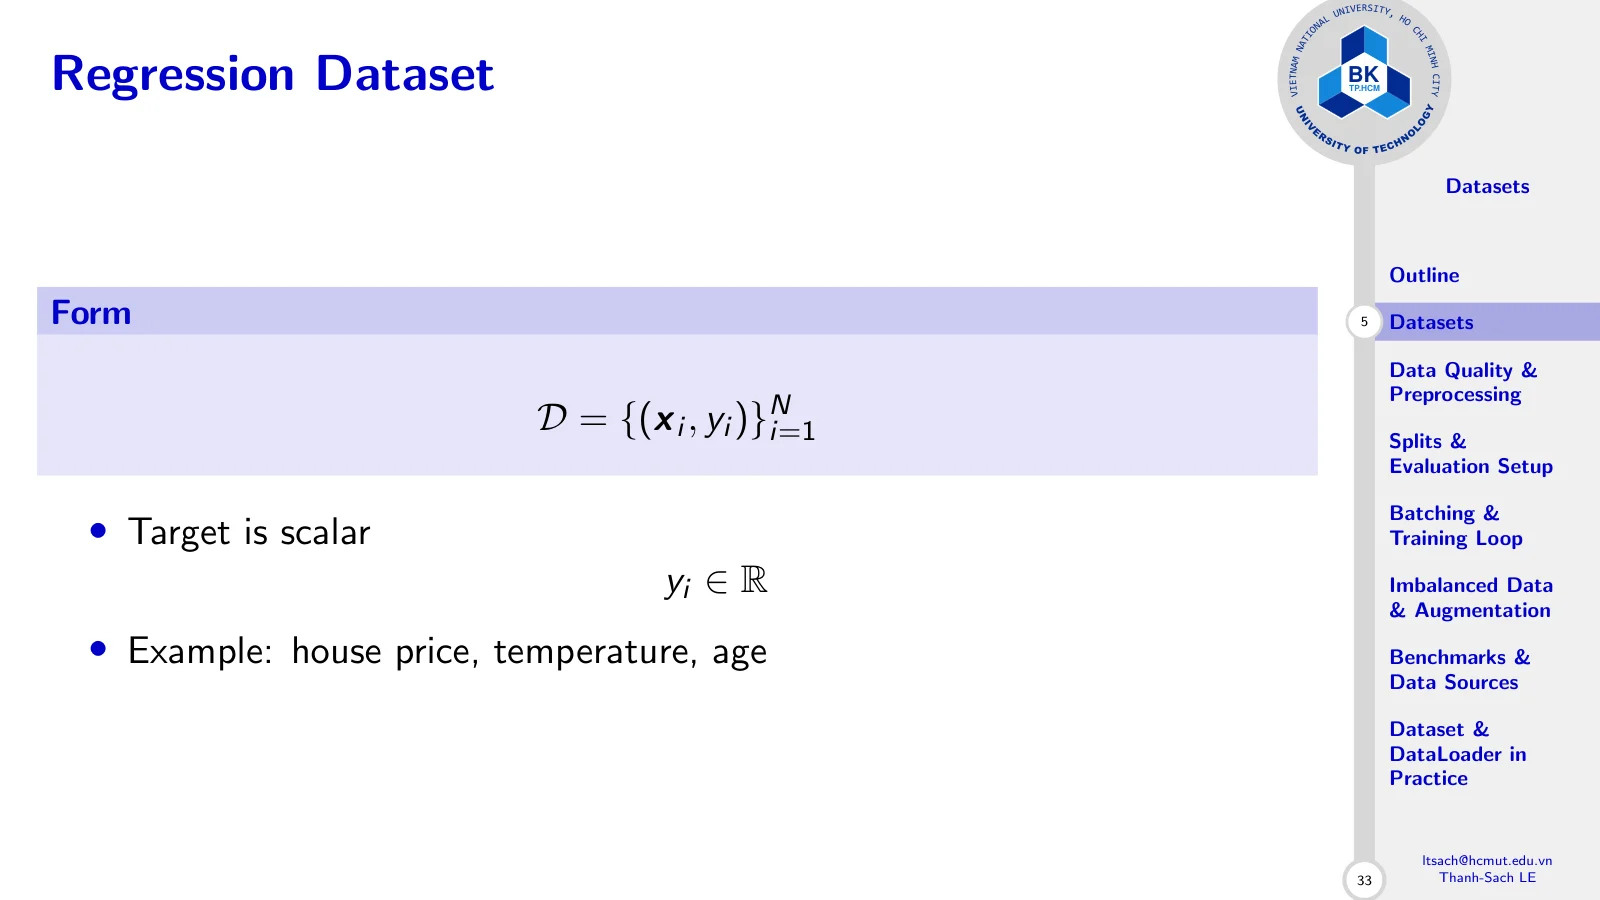 Regression Dataset
VIETNAM NATIONAL UNIVERSITY, HO CHI MINH CITY
BK
TP.HCM
UNIVERSITY OF TECHNOLOGY
Form
𝒟 = {(𝒙ᵢ, yᵢ)}ᴺᵢ₌₁
• Target is scalar
yᵢ ∈ ℝ
• Example: house price, temperature, age
Datasets
Outline
5
Datasets
Data Quality &
Preprocessing
Splits &
Evaluation Setup
Batching &
Training Loop
Imbalanced Data
& Augmentation
Benchmarks &
Data Sources
Dataset &
DataLoader in
Practice
ltsach@hcmut.edu.vn
Thanh-Sach LE
33